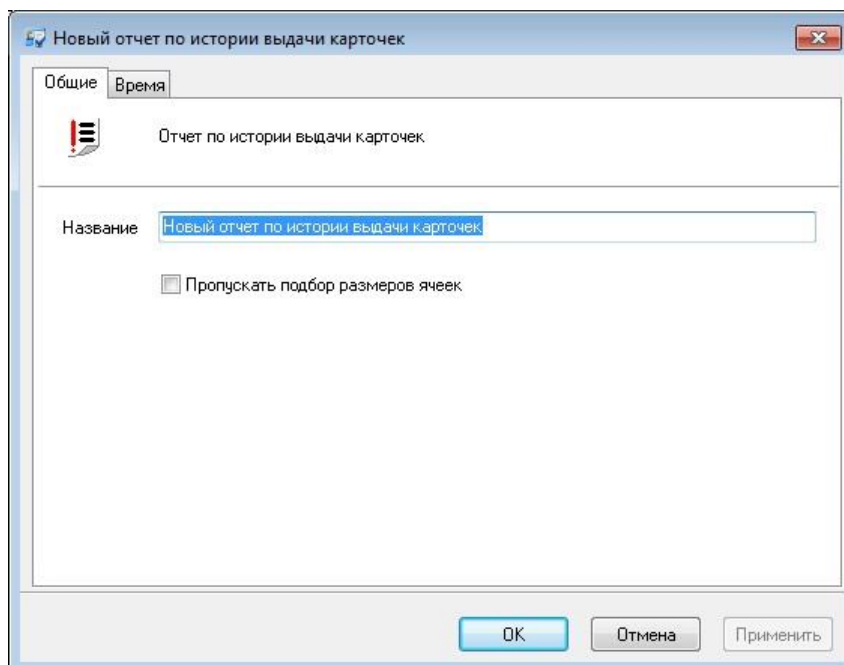 Новый отчет по истории выдачи карточек
Общие
Время
Отчет по истории выдачи карточек
Название
Новый отчет по истории выдачи карточек
Пропускать подбор размеров ячеек
OK
Отмена
Применить